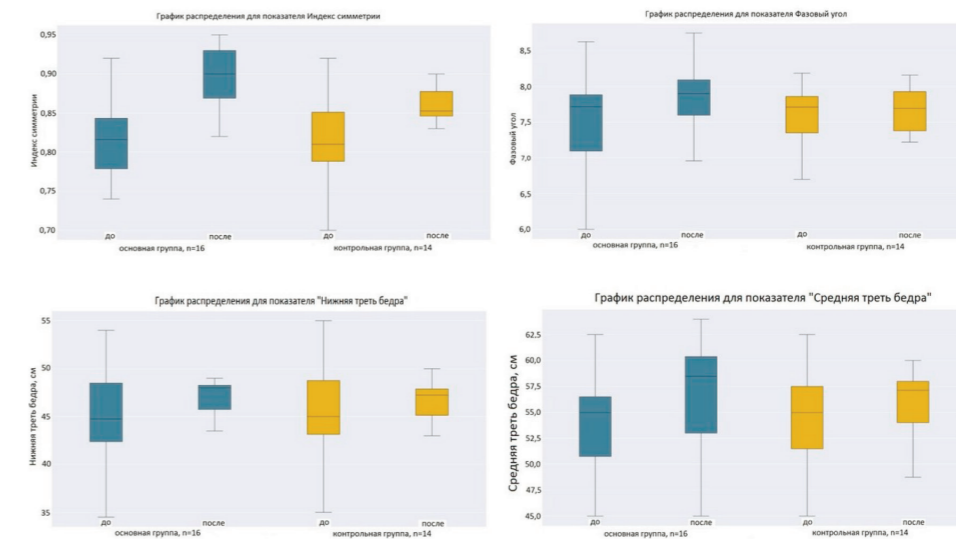 График распределения для показателя Индекс симметрии
Индекс симметрии
0,95
0,90
0,85
0,80
0,75
0,70
до
после
до
после
основная группа, n=16
контрольная группа, n=14
График распределения для показателя Фазовый угол
Фазовый угол
8,5
8,0
7,5
7,0
6,5
6,0
до
после
до
после
основная группа, n=16
контрольная группа, n=14
График распределения для показателя "Нижняя треть бедра"
Нижняя треть бедра, см
55
50
45
40
35
до
после
до
после
основная группа, n=16
контрольная группа, n=14
График распределения для показателя "Средняя треть бедра"
Средняя треть бедра, см
62,5
60,0
57,5
55,0
52,5
50,0
47,5
45,0
до
после
до
после
основная группа, n=16
контрольная группа, n=14